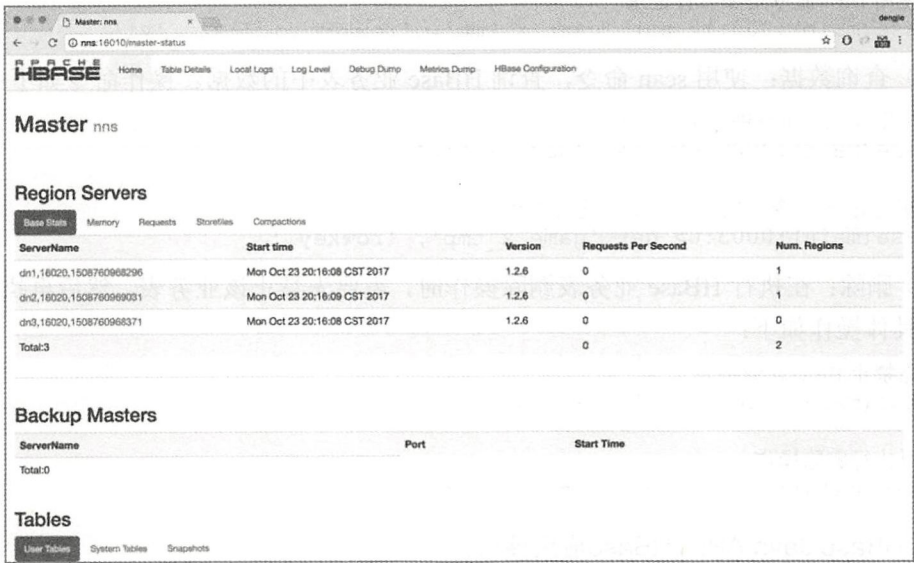 Master: nns
dengjie
nns:16010/master-status
APACHE
HBASE
Home Table Details Local Logs Log Level Debug Dump Metrics Dump HBase Configuration
Master nns
Region Servers
Base Stats Memory Requests Storefiles Compactions
ServerName Start time Version Requests Per Second Num. Regions
dn1,16020,1508760968296 Mon Oct 23 20:16:08 CST 2017 1.2.6 0 1
dn2,16020,1508760969031 Mon Oct 23 20:16:09 CST 2017 1.2.6 0 1
dn3,16020,1508760968371 Mon Oct 23 20:16:08 CST 2017 1.2.6 0 0
Total:3 0 2
Backup Masters
ServerName Port Start Time
Total:0
Tables
User Tables System Tables Snapshots